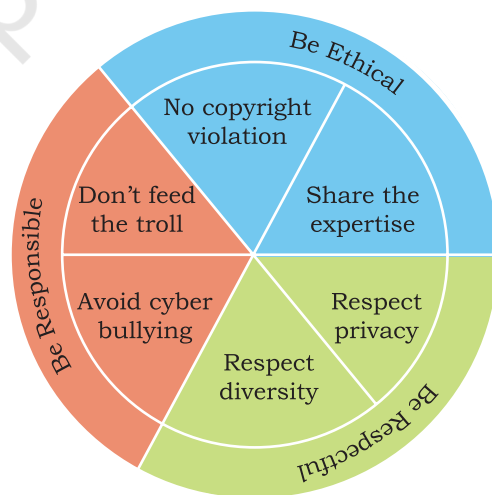 Be Ethical
No copyright
violation
Share the
expertise
Don't feed
the troll
Be Responsible
Avoid cyber
bullying
Respect
privacy
Respect
diversity
Be Respectful